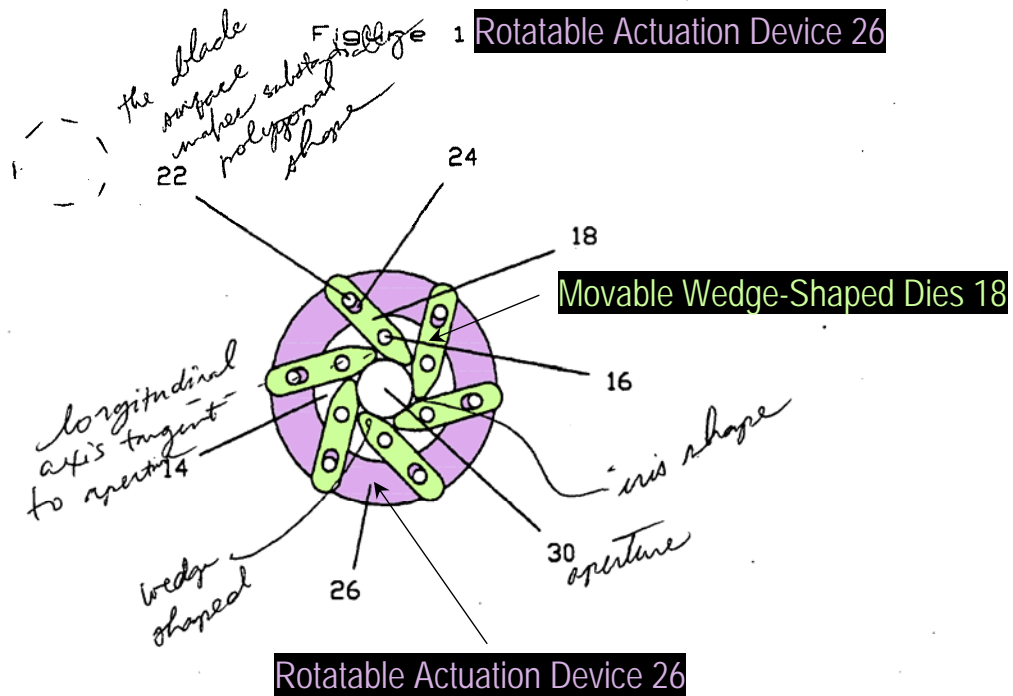 Figure 1
Rotatable Actuation Device 26
the blade
surface
makes substantially
polygonal
shape
22
24
18
Movable Wedge-Shaped Dies 18
16
longitudinal
axis tangent
to aperture
14
iris shape
30
aperture
wedge
shaped
26
Rotatable Actuation Device 26